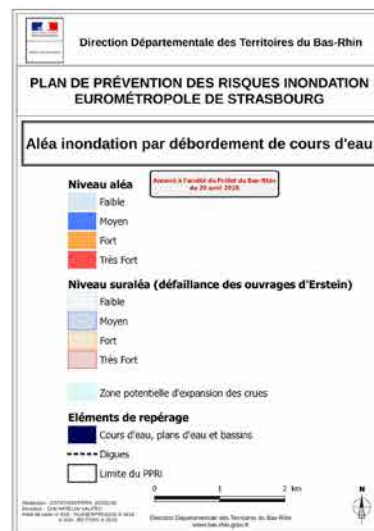 Direction Départementale des Territoires du Bas-Rhin
PLAN DE PRÉVENTION DES RISQUES INONDATION
EUROMÉTROPOLE DE STRASBOURG
Aléa inondation par débordement de cours d'eau
Niveau aléa
Annexé à l'arrêté du Préfet du Bas-Rhin
du 20 avril 2018
Faible
Moyen
Fort
Très Fort
Niveau suraléa (défaillance des ouvrages d'Erstein)
Faible
Moyen
Fort
Très Fort
Zone potentielle d'expansion des crues
Eléments de repérage
Cours d'eau, plans d'eau et bassins
Digues
Limite du PPRI
0 1 2 km
N
Direction Départementale des Territoires du Bas-Rhin
www.bas-rhin.gouv.fr